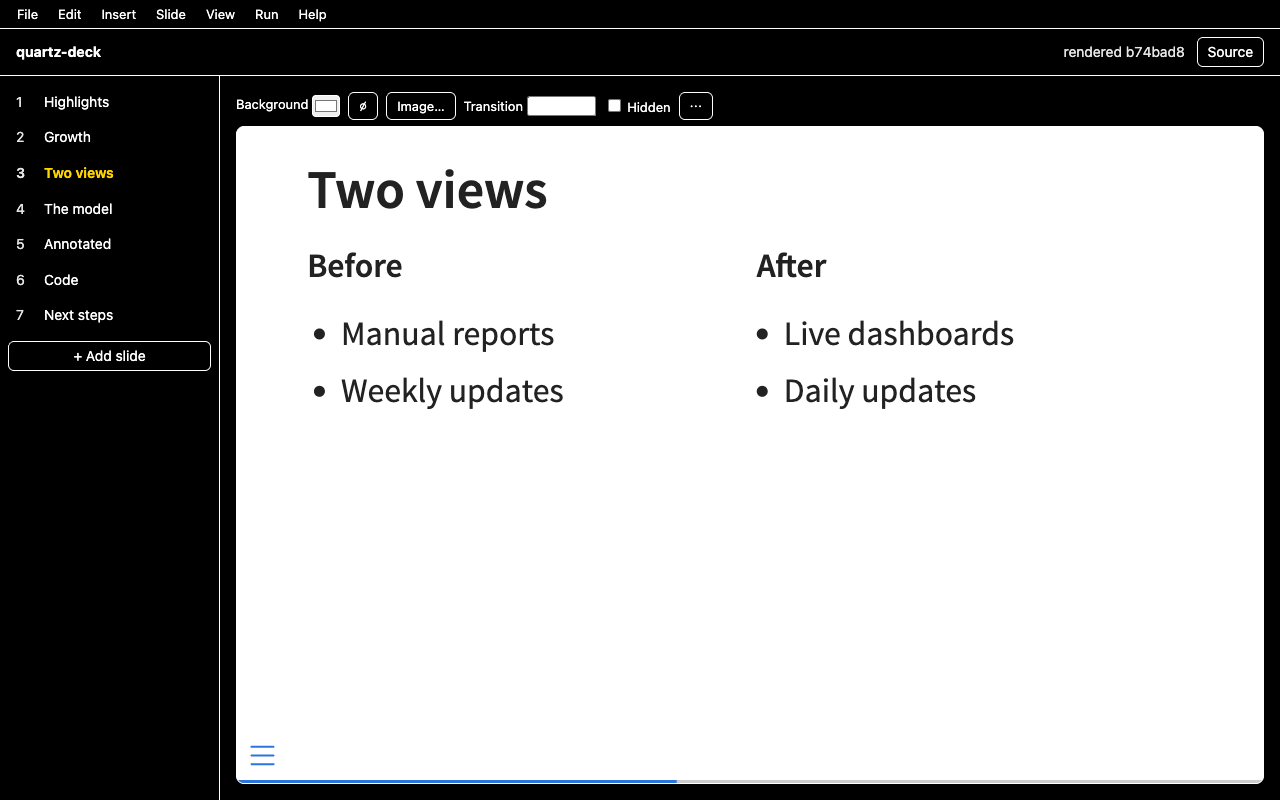 File Edit Insert Slide View Run Help
quartz-deck
rendered b74bad8 Source
1 Highlights
2 Growth
3 Two views
4 The model
5 Annotated
6 Code
7 Next steps
+ Add slide
Background ∅ Image... Transition Hidden ...
Two views
Before
• Manual reports
• Weekly updates
After
• Live dashboards
• Daily updates